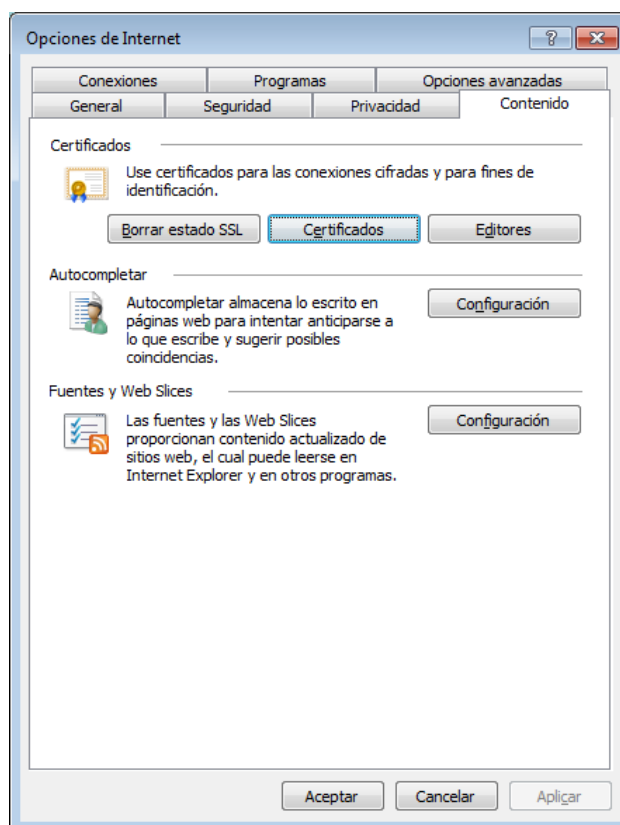 Opciones de Internet
Conexiones Programas Opciones avanzadas
General Seguridad Privacidad Contenido
Certificados
Use certificados para las conexiones cifradas y para fines de
identificación.
Borrar estado SSL Certificados Editores
Autocompletar
Autocompletar almacena lo escrito en
páginas web para intentar anticiparse a
lo que escribe y sugerir posibles
coincidencias.
Configuración
Fuentes y Web Slices
Las fuentes y las Web Slices
proporcionan contenido actualizado de
sitios web, el cual puede leerse en
Internet Explorer y en otros programas.
Configuración
Aceptar Cancelar Aplicar